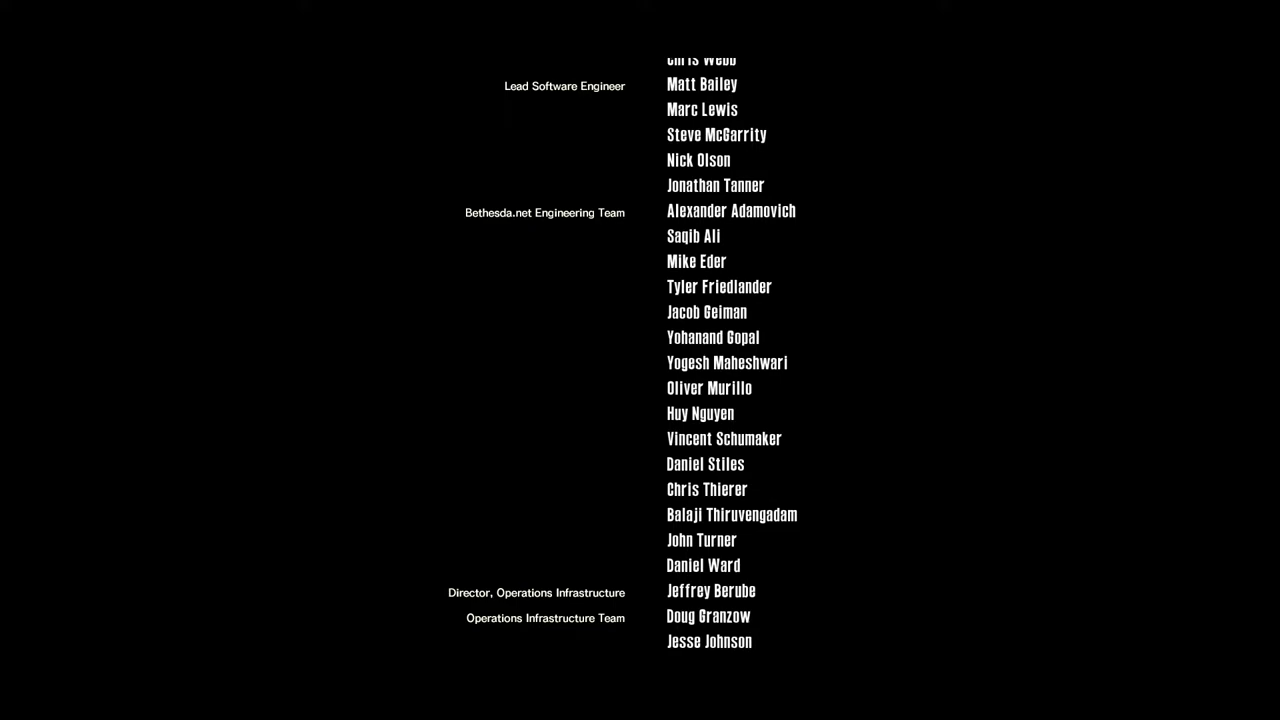 Chris Webb
Lead Software Engineer Matt Bailey
Marc Lewis
Steve McGarrity
Nick Olson
Jonathan Tanner
Bethesda.net Engineering Team Alexander Adamovich
Saqib Ali
Mike Eder
Tyler Friedlander
Jacob Geiman
Yohanand Gopal
Yogesh Maheshwari
Oliver Murillo
Huy Nguyen
Vincent Schumaker
Daniel Stiles
Chris Thierer
Balaji Thiruvengadam
John Turner
Daniel Ward
Director, Operations Infrastructure Jeffrey Berube
Operations Infrastructure Team Doug Granzow
Jesse Johnson